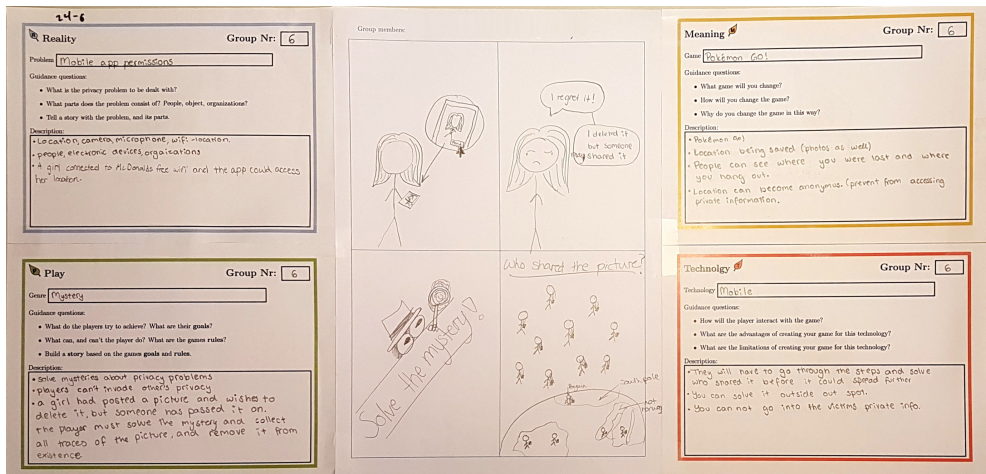 24-6
Reality
Group Nr: 6
Problem Mobile app permissions
Guidance questions:
• What is the privacy problem to be dealt with?
• What parts does the problem consist of? People, object, organizations?
• Tell a story with the problem, and its parts.
Description:
• Location, camera, microphone, wifi-location.
• people, electronic devices, organizations
• A girl connected to McDonalds free wifi and the app could access
her location.
Play
Group Nr: 6
Genre Mystery
Guidance questions:
• What do the players try to achieve? What are their goals?
• What can, and can't the player do? What are the games rules?
• Build a story based on the games goals and rules.
Description:
• solve mysteries about privacy problems
• players can't invade others privacy
• a girl had posted a picture and wishes to
delete it, but someone has passed it on.
the player must solve the mystery and collect
all traces of the picture, and remove it from
existence
Group members:
I regret it!
I deleted it
but someone
shared it
Solve the mystery!
Who shared the picture?
South pole
not
Meaning
Group Nr: 6
Game Pokémon GO!
Guidance questions:
• What game will you change?
• How will you change the game?
• Why do you change the game in this way?
Description:
• Pokémon Go!
• Location being saved (photos as well)
• People can see where you were last and where
you hang out.
• Location can become anonymos. (prevent from accessing
private information.
Technolgy
Group Nr: 6
Technology Mobile
Guidance questions:
• How will the player interact with the game?
• What are the advantages of creating your game for this technology?
• What are the limitations of creating your game for this technology?
Description:
• They will have to go through the steps and solve
who shared it before it could spread further
• You can solve it outside out spot.
• You can not go into the victims private info.